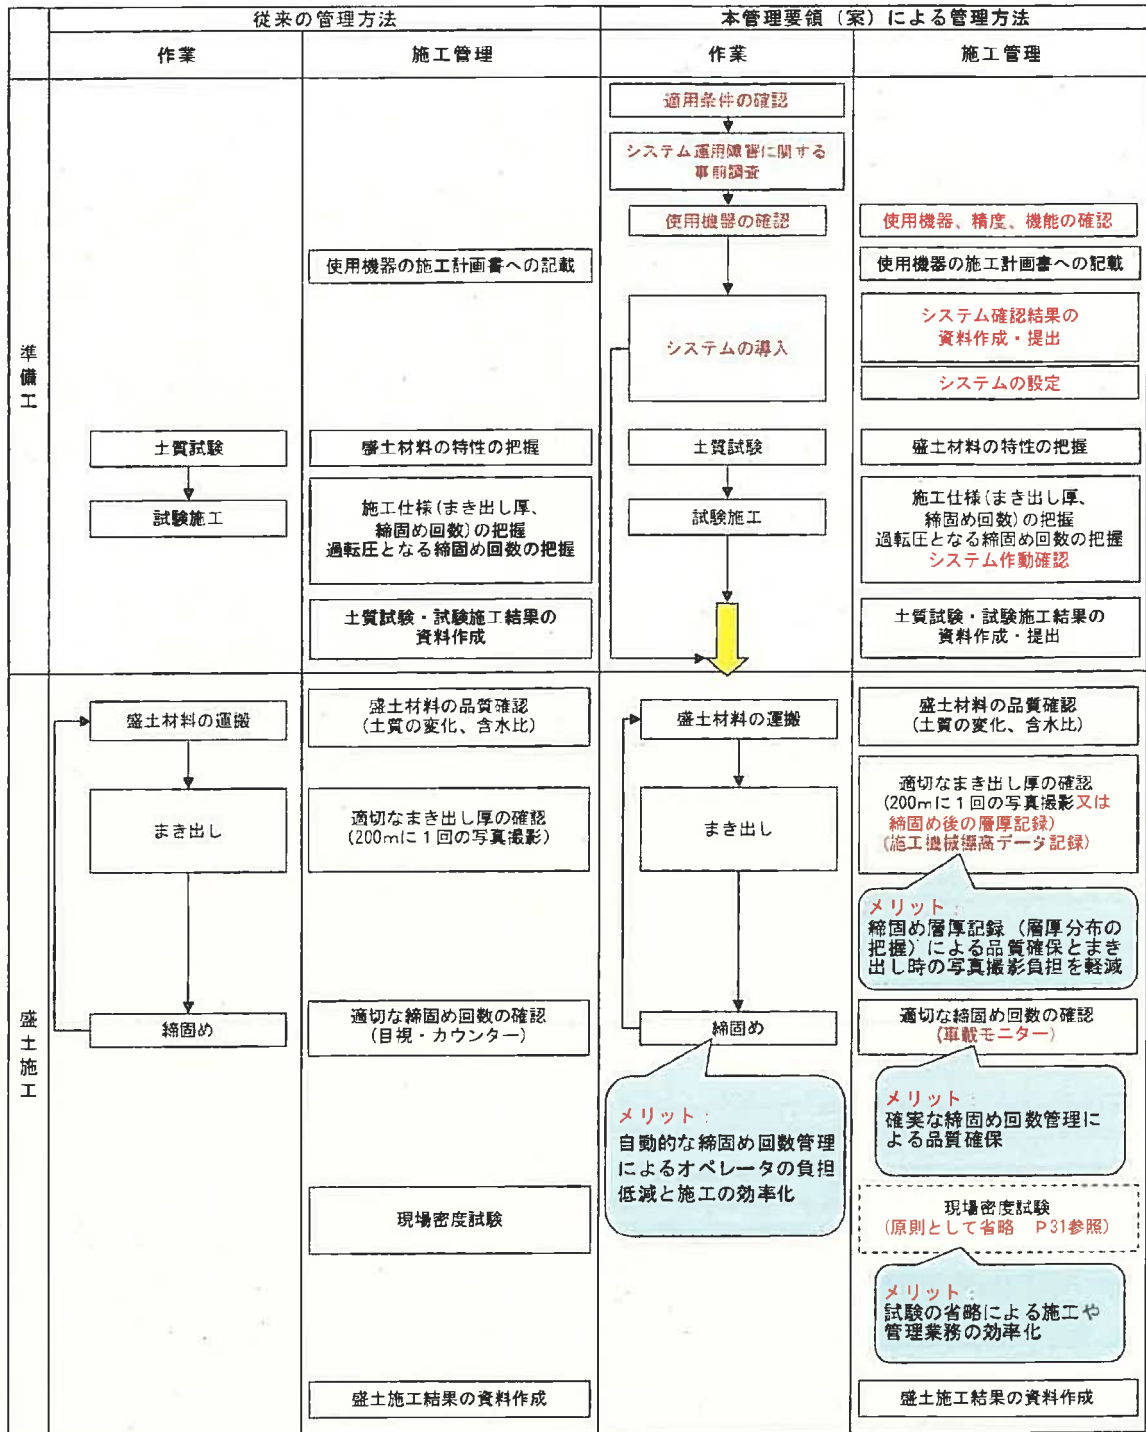 従来の管理方法
本管理要領（案）による管理方法
作業
施工管理
作業
施工管理
準備工
適用条件の確認
システム運用障害に関する
事前調査
使用機器の確認
使用機器、精度、機能の確認
使用機器の施工計画書への記載
使用機器の施工計画書への記載
システムの導入
システム確認結果の
資料作成・提出
システムの設定
土質試験
盛土材料の特性の把握
土質試験
盛土材料の特性の把握
試験施工
施工仕様(まき出し厚、
締固め回数)の把握
過転圧となる締固め回数の把握
試験施工
施工仕様(まき出し厚、
締固め回数)の把握
過転圧となる締固め回数の把握
システム作動確認
土質試験・試験施工結果の
資料作成
土質試験・試験施工結果の
資料作成・提出
盛土施工
盛土材料の運搬
盛土材料の品質確認
(土質の変化、含水比)
盛土材料の運搬
盛土材料の品質確認
(土質の変化、含水比)
まき出し
適切なまき出し厚の確認
(200mに1回の写真撮影)
まき出し
適切なまき出し厚の確認
(200mに1回の写真撮影又は
締固め後の層厚記録)
(施工機械標高データ記録)
メリット：
締固め層厚記録（層厚分布の
把握）による品質確保とまき
出し時の写真撮影負担を軽減
締固め
適切な締固め回数の確認
(目視・カウンター)
締固め
適切な締固め回数の確認
(車載モニター)
メリット：
自動的な締固め回数管理
によるオペレータの負担
低減と施工の効率化
メリット：
確実な締固め回数管理に
よる品質確保
現場密度試験
現場密度試験
(原則として省略　P31参照)
メリット：
試験の省略による施工や
管理業務の効率化
盛土施工結果の資料作成
盛土施工結果の資料作成